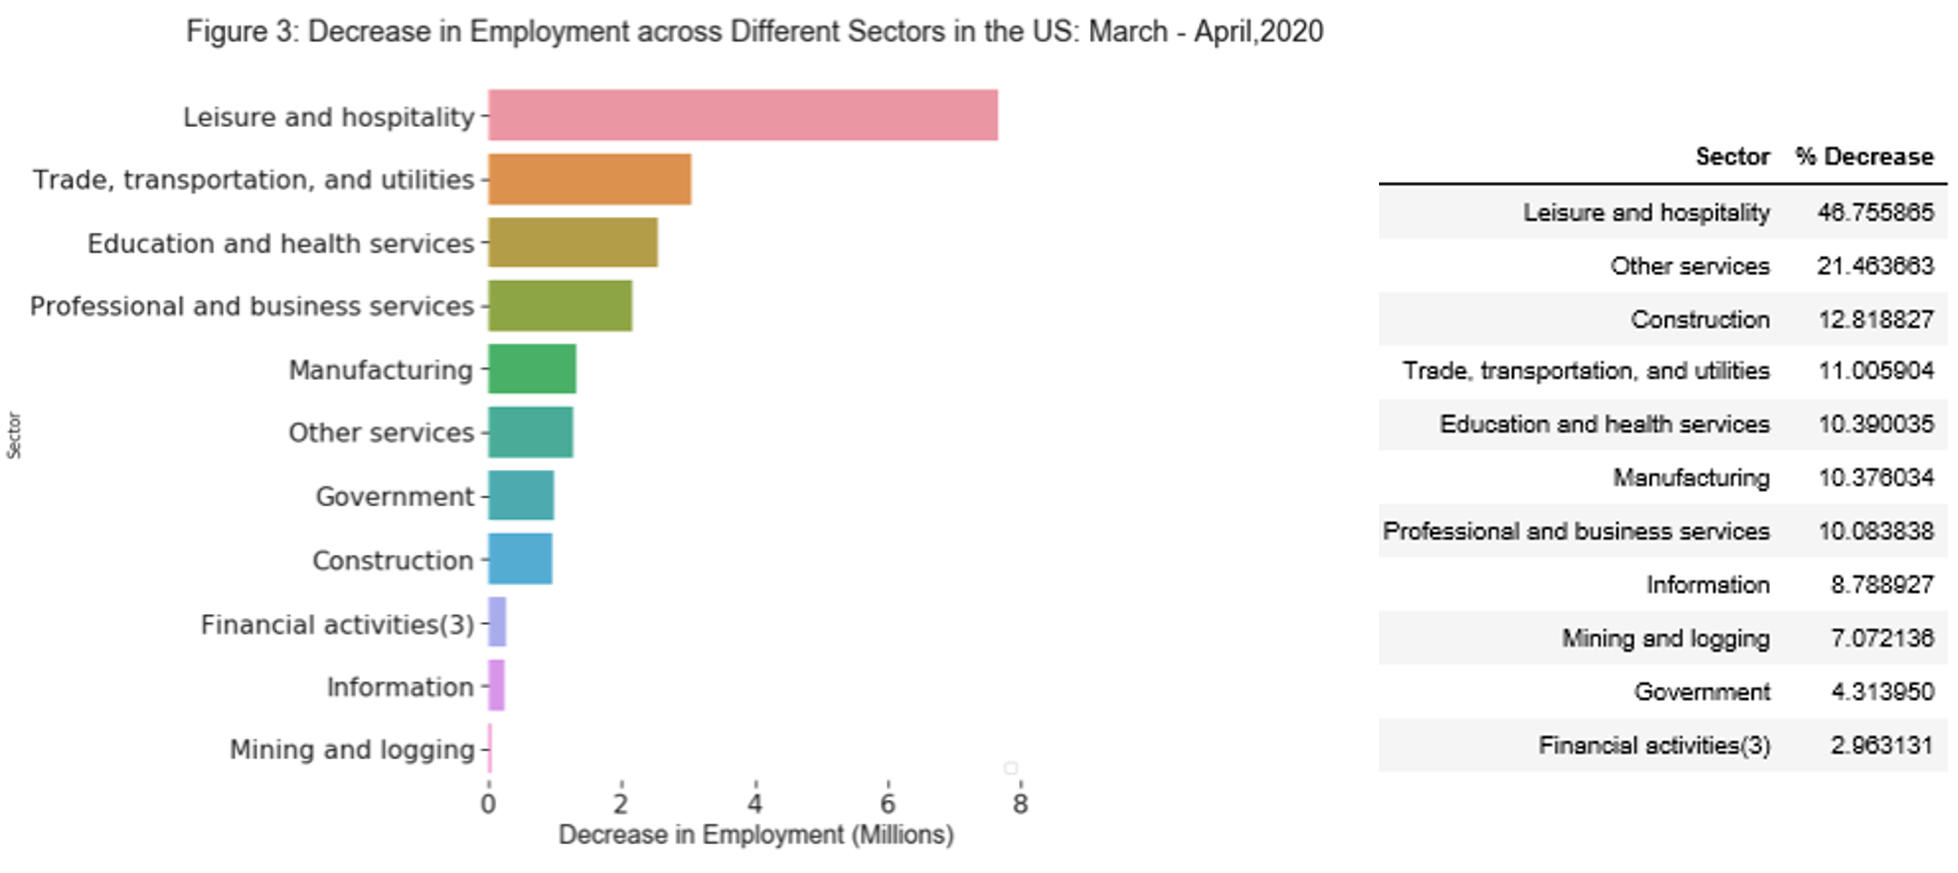 Figure 3: Decrease in Employment across Different Sectors in the US: March - April,2020
Sector
Leisure and hospitality
Trade, transportation, and utilities
Education and health services
Professional and business services
Manufacturing
Other services
Government
Construction
Financial activities(3)
Information
Mining and logging
0 2 4 6 8
Decrease in Employment (Millions)
Sector % Decrease
Leisure and hospitality 46.755865
Other services 21.463663
Construction 12.818827
Trade, transportation, and utilities 11.005904
Education and health services 10.390035
Manufacturing 10.376034
Professional and business services 10.083838
Information 8.788927
Mining and logging 7.072136
Government 4.313950
Financial activities(3) 2.963131